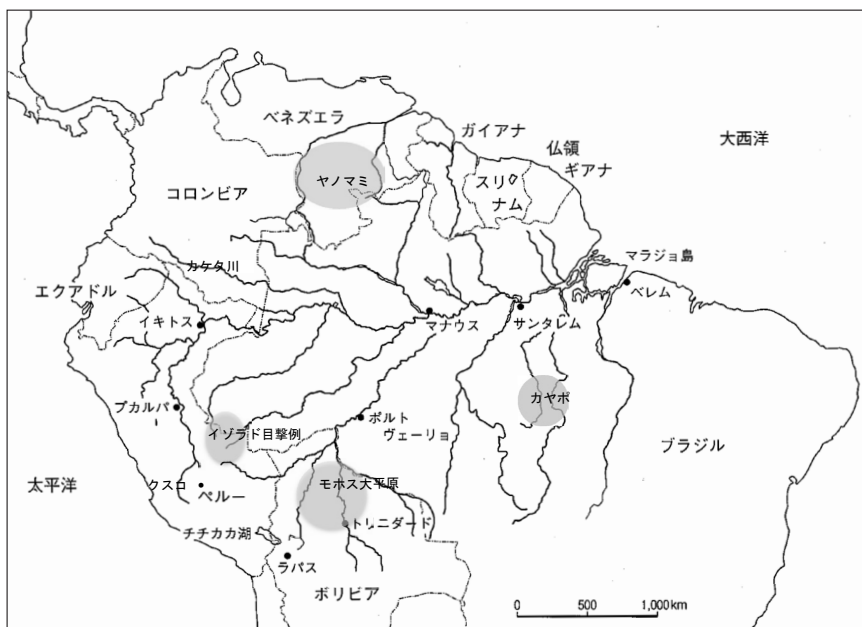 ベネズエラ
ガイアナ
仏領
ギアナ
大西洋
コロンビア
ヤノマミ
スリ
ナム
カケタ川
マラジョ島
エクアドル
ベレム
イキトス
マナウス
サンタレム
プカルパ
カヤポ
イゾラド目撃例
ポルト
ヴェーリョ
ブラジル
太平洋
クスコ
ペルー
モホス大平原
チチカカ湖
トリニダード
ラパス
ボリビア
0 500 1,000km